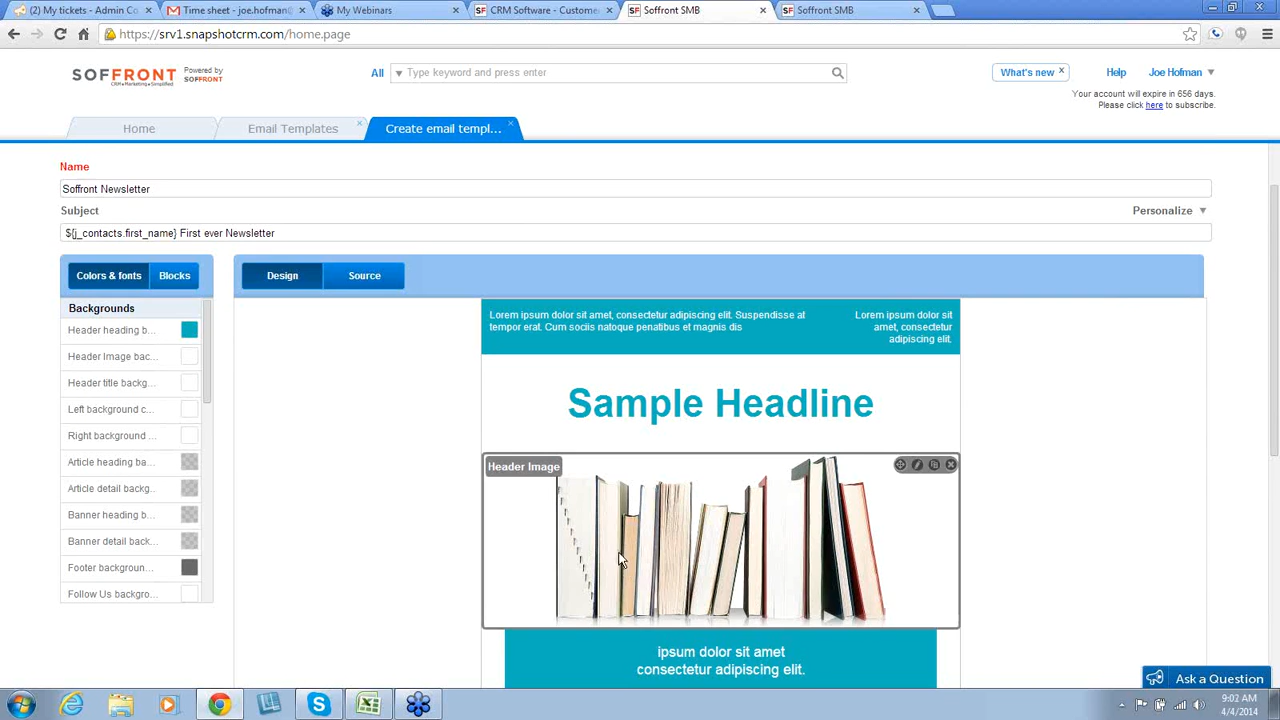 (2) My tickets - Admin Co
Time sheet - joe.hofman@
My Webinars
CRM Software - Custome
Soffront SMB
Soffront SMB
https://srv1.snapshotcrm.com/home.page
SOFFRONT
CRM • Marketing • Simplified
Powered by
SOFFRONT
All
Type keyword and press enter
What's new x
Help
Joe Hofman
Your account will expire in 656 days.
Please click here to subscribe.
Home
Email Templates
Create email templ...
Name
Soffront Newsletter
Subject
Personalize
${j_contacts.first_name} First ever Newsletter
Colors & fonts
Blocks
Design
Source
Backgrounds
Header heading b...
Header Image bac...
Header title backg...
Left background c...
Right background ...
Article heading ba...
Article detail backg...
Banner heading b...
Banner detail back...
Footer backgroun...
Follow Us backgro...
Lorem ipsum dolor sit amet, consectetur adipiscing elit. Suspendisse at
tempor erat. Cum sociis natoque penatibus et magnis dis
Lorem ipsum dolor sit
amet, consectetur
adipiscing elit.
Sample Headline
Header Image
ipsum dolor sit amet
consectetur adipiscing elit.
Ask a Question
9:02 AM
4/4/2014